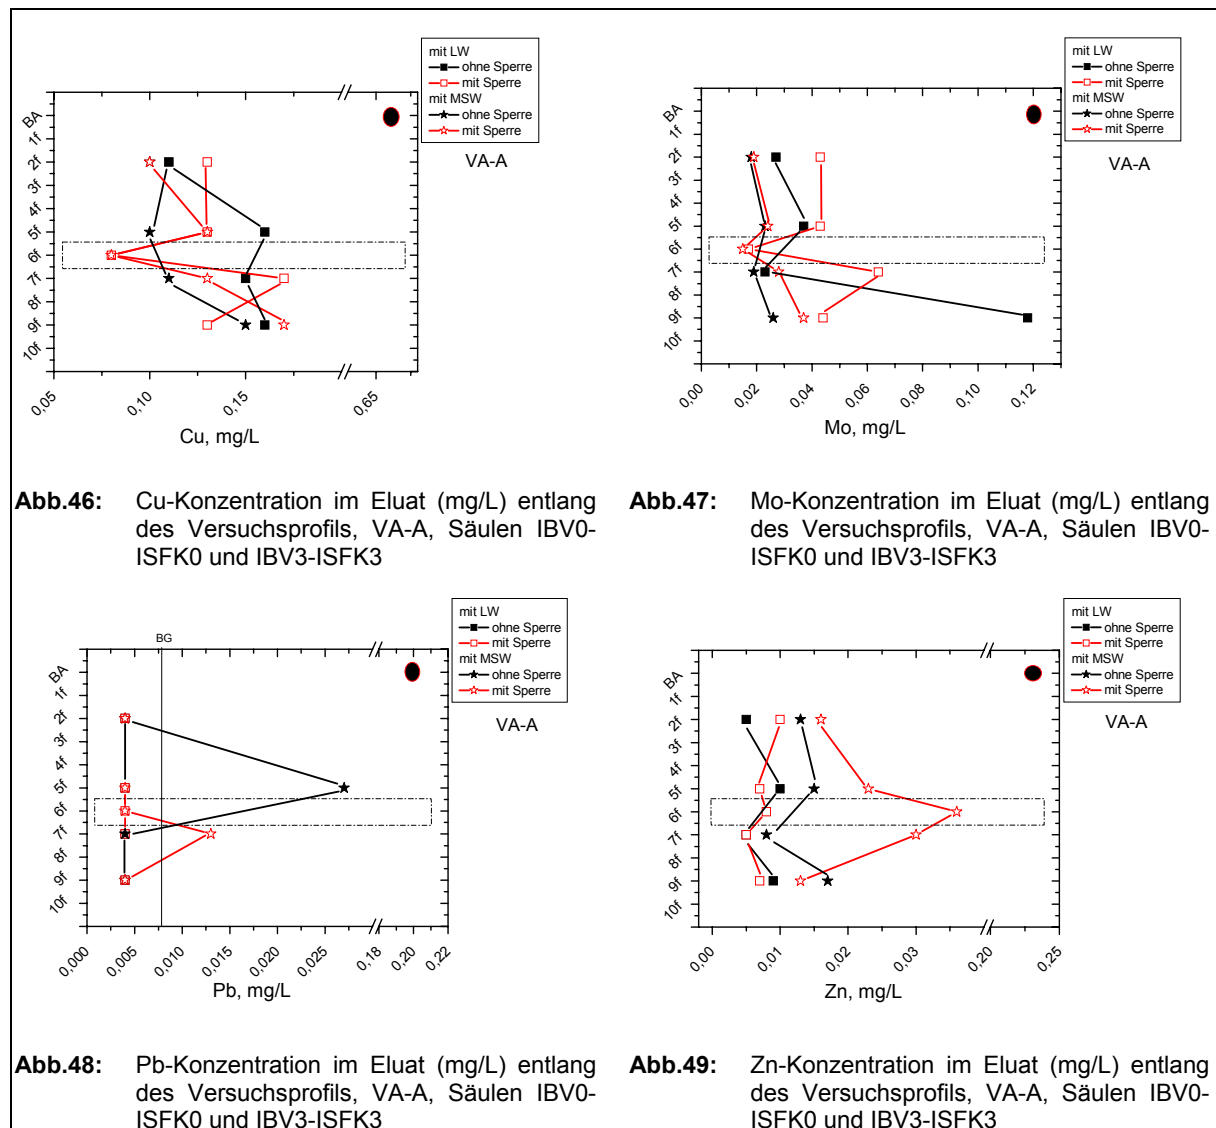 mit LW
ohne Sperre
mit Sperre
mit MSW
ohne Sperre
mit Sperre
VA-A
BA
1f
2f
3f
4f
5f
6f
7f
8f
9f
10f
0,05
0,10
0,15
0,65
Cu, mg/L
mit LW
ohne Sperre
mit Sperre
mit MSW
ohne Sperre
mit Sperre
VA-A
BA
1f
2f
3f
4f
5f
6f
7f
8f
9f
10f
0,00
0,02
0,04
0,06
0,08
0,10
0,12
Mo, mg/L
Abb.46: Cu-Konzentration im Eluat (mg/L) entlang
des Versuchsprofils, VA-A, Säulen IBV0-
ISFK0 und IBV3-ISFK3
Abb.47: Mo-Konzentration im Eluat (mg/L) entlang
des Versuchsprofils, VA-A, Säulen IBV0-
ISFK0 und IBV3-ISFK3
BG
mit LW
ohne Sperre
mit Sperre
mit MSW
ohne Sperre
mit Sperre
VA-A
BA
1f
2f
3f
4f
5f
6f
7f
8f
9f
10f
0,000
0,005
0,010
0,015
0,020
0,025
0,18
0,20
0,22
Pb, mg/L
mit LW
ohne Sperre
mit Sperre
mit MSW
ohne Sperre
mit Sperre
VA-A
BA
1f
2f
3f
4f
5f
6f
7f
8f
9f
10f
0,00
0,01
0,02
0,03
0,20
0,25
Zn, mg/L
Abb.48: Pb-Konzentration im Eluat (mg/L) entlang
des Versuchsprofils, VA-A, Säulen IBV0-
ISFK0 und IBV3-ISFK3
Abb.49: Zn-Konzentration im Eluat (mg/L) entlang
des Versuchsprofils, VA-A, Säulen IBV0-
ISFK0 und IBV3-ISFK3